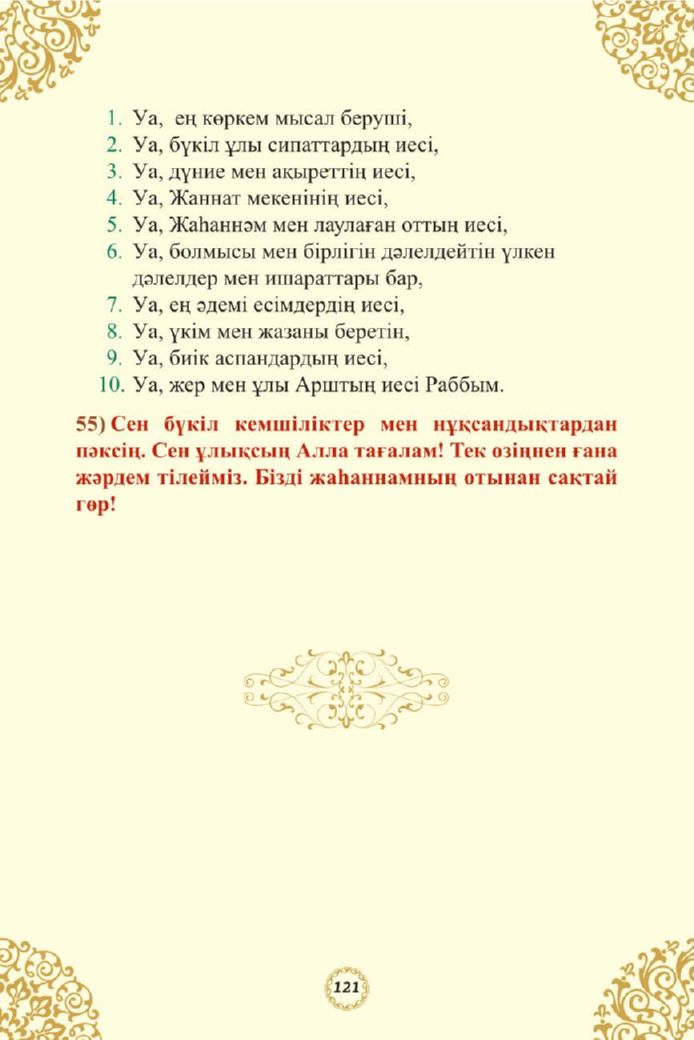 1. Уа, ең көркем мысал беруші,
2. Уа, бүкіл ұлы сипаттардың иесі,
3. Уа, дүние мен ақыреттің иесі,
4. Уа, Жаннат мекенінің иесі,
5. Уа, Жаһаннәм мен лаулаған оттың иесі,
6. Уа, болмысы мен бірлігін дәлелдейтін үлкен
дәлелдер мен ишараттары бар,
7. Уа, ең әдемі есімдердің иесі,
8. Уа, үкім мен жазаны беретін,
9. Уа, биік аспандардың иесі,
10. Уа, жер мен ұлы Арштың иесі Раббым.
55) Сен бүкіл кемшіліктер мен нұқсандықтардан
пәксің. Сен ұлықсың Алла тағалам! Тек өзіңнен ғана
жәрдем тілейміз. Бізді жаһаннамның отынан сақтай
гөр!
121